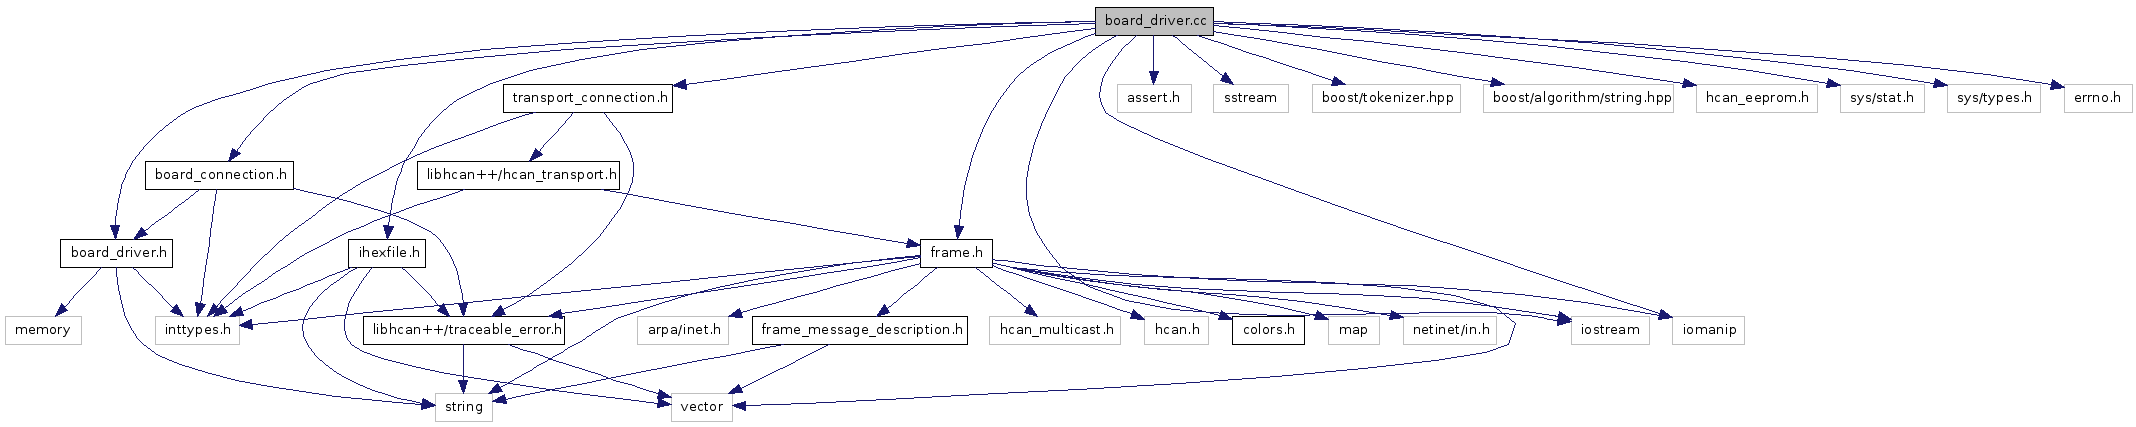 board_driver.cc
transport_connection.h
assert.h
sstream
boost/tokenizer.hpp
boost/algorithm/string.hpp
hcan_eeprom.h
sys/stat.h
sys/types.h
errno.h
board_connection.h
libhcan++/hcan_transport.h
board_driver.h
ihexfile.h
frame.h
memory
inttypes.h
libhcan++/traceable_error.h
arpa/inet.h
frame_message_description.h
hcan_multicast.h
hcan.h
colors.h
map
netinet/in.h
iostream
iomanip
string
vector